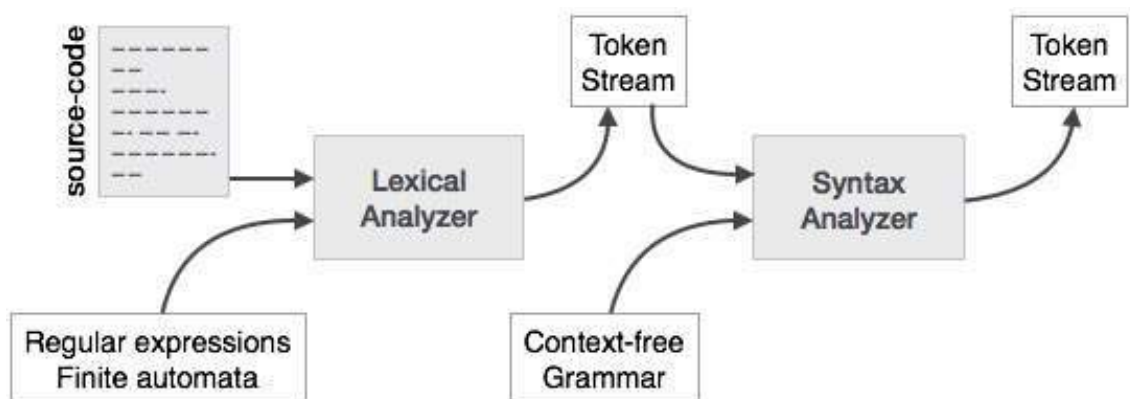 source-code
Lexical
Analyzer
Regular expressions
Finite automata
Token
Stream
Syntax
Analyzer
Context-free
Grammar
Token
Stream